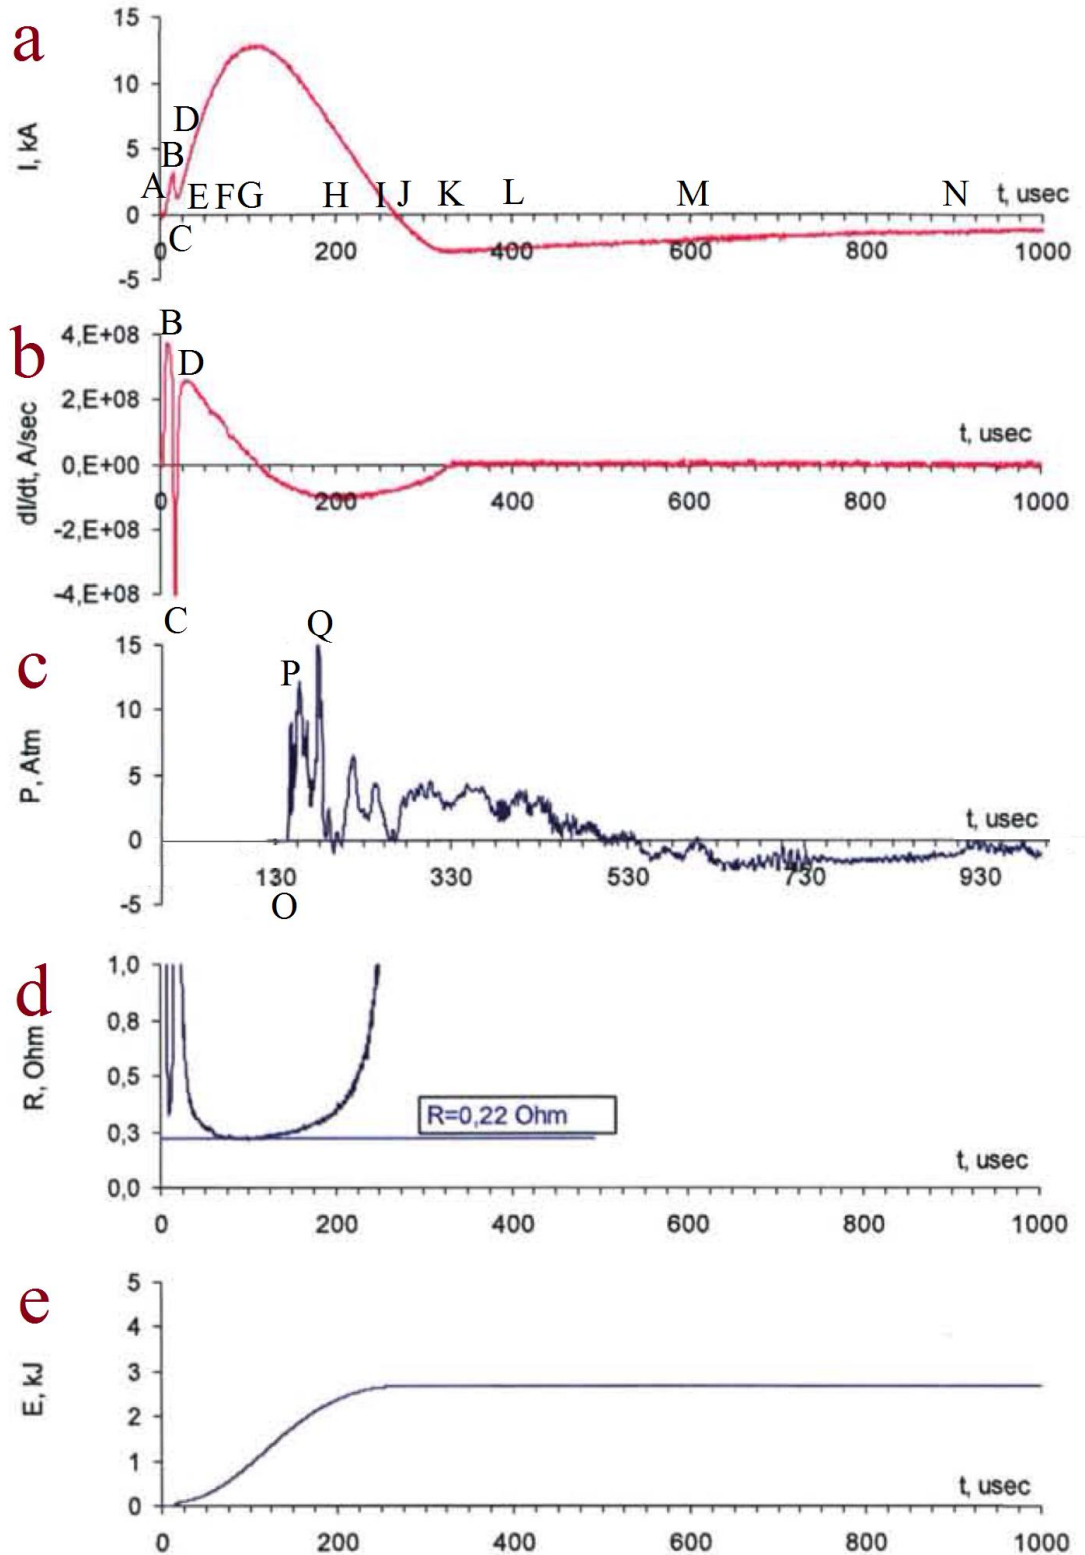 a
15
10
5
0
-5
I, kA
A
B
C
D
E
F
G
H
I
J
K
L
M
N
t, usec
0
200
400
600
800
1000
b
B
D
C
4,E+08
2,E+08
0,E+00
-2,E+08
-4,E+08
dI/dt, A/sec
t, usec
0
200
400
600
800
1000
c
Q
P
O
15
10
5
0
-5
P, Atm
t, usec
130
330
530
730
930
d
1,0
0,8
0,5
0,3
0,0
R, Ohm
R=0,22 Ohm
t, usec
0
200
400
600
800
1000
e
5
4
3
2
1
0
E, kJ
t, usec
0
200
400
600
800
1000